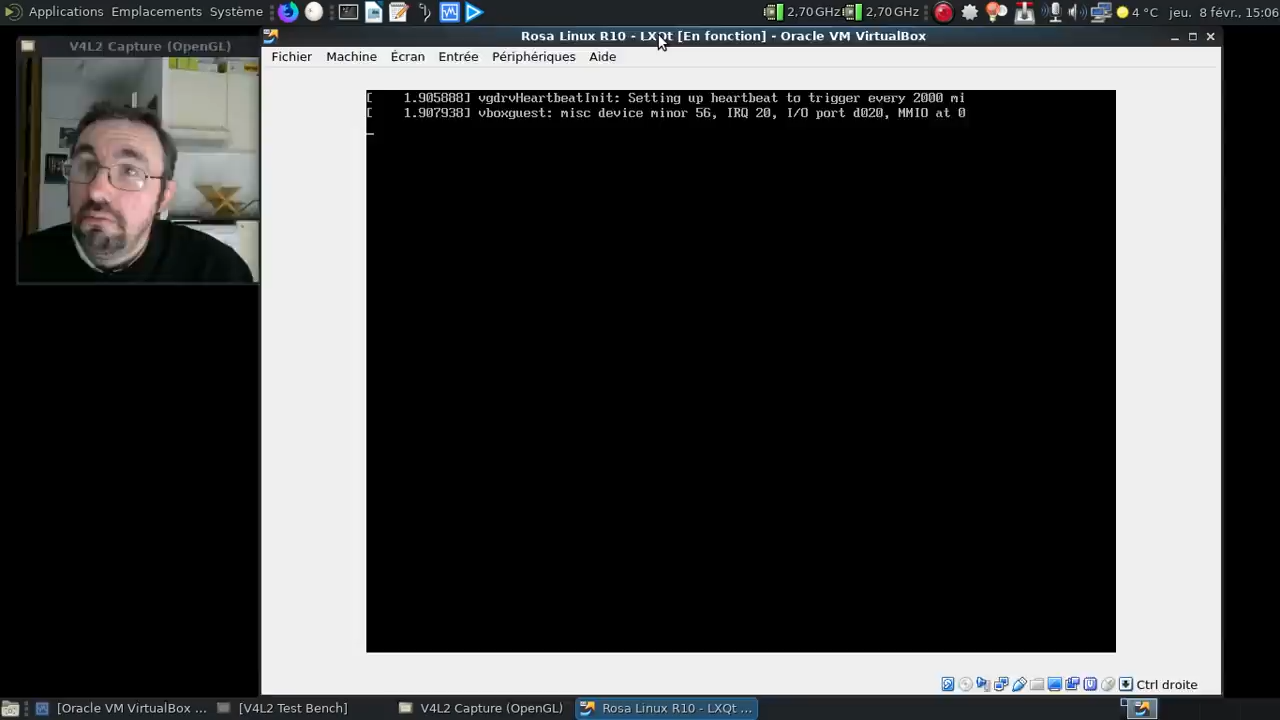 Applications Emplacements Système
2,70 GHz 2,70 GHz 4 °C jeu. 8 févr., 15:06
V4L2 Capture (OpenGL)
Rosa Linux R10 - LXQt [En fonction] - Oracle VM VirtualBox
Fichier Machine Écran Entrée Périphériques Aide
[ 1.905888] vgdrvHeartbeatInit: Setting up heartbeat to trigger every 2000 mi
[ 1.907938] vboxguest: misc device minor 56, IRQ 20, I/O port d020, MMIO at 0
Ctrl droite
[Oracle VM VirtualBox ... [V4L2 Test Bench] V4L2 Capture (OpenGL) Rosa Linux R10 - LXQt ...